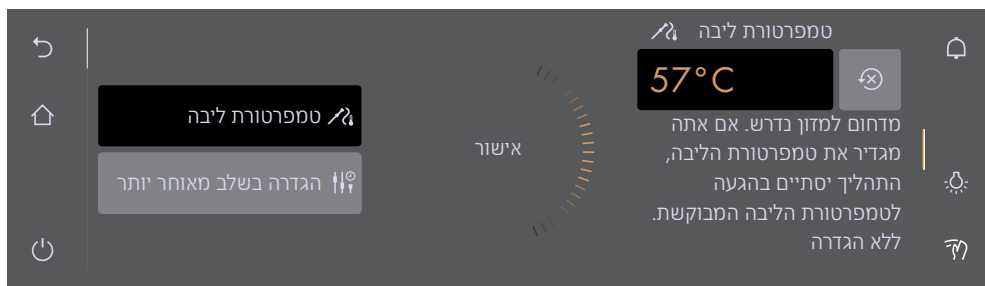 טמפרטורת ליבה
57°C
מדחום למזון נדרש. אם אתה
מגדיר את טמפרטורת הליבה,
התהליך יסתיים בהגעה
לטמפרטורת הליבה המבוקשת.
ללא הגדרה
אישור
טמפרטורת ליבה
הגדרה בשלב מאוחר יותר